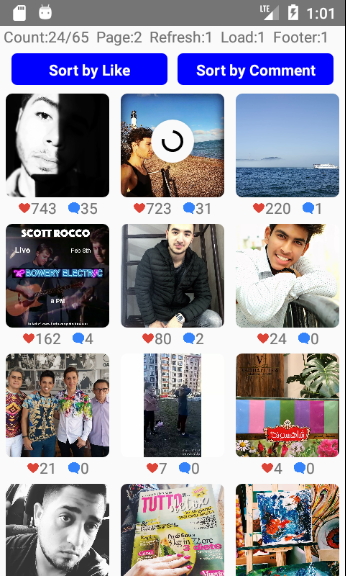 LTE 1:01
Count:24/65 Page:2 Refresh:1 Load:1 Footer:1
Sort by Like Sort by Comment
743 35 723 31 220 1
SCOTT ROCCO
Live Feb 8th
BOWERY ELECTRIC
8 PM
162 4 80 2 24 0
21 0 7 0 4 0
TUTTO